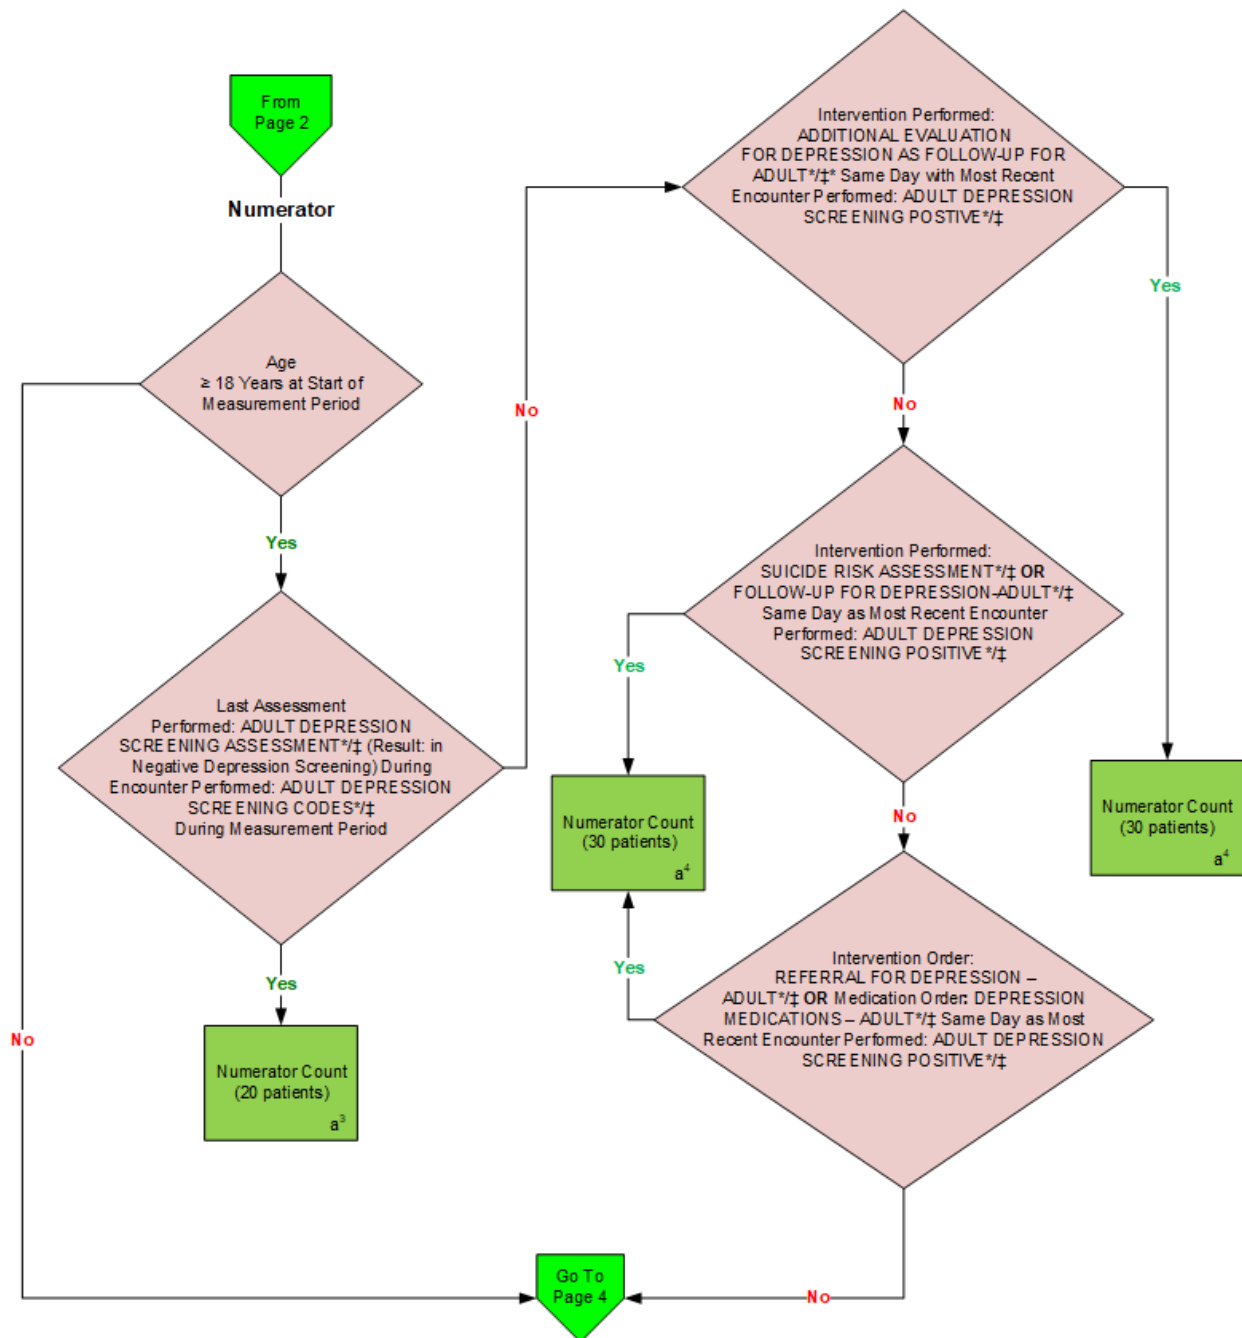 From
Page 2
Numerator
Age
≥ 18 Years at Start of
Measurement Period
No
Yes
Last Assessment
Performed: ADULT DEPRESSION
SCREENING ASSESSMENT*/‡ (Result: in
Negative Depression Screening) During
Encounter Performed: ADULT DEPRESSION
SCREENING CODES*/‡
During Measurement Period
No
Yes
Numerator Count
(20 patients)
a³
Intervention Performed:
ADDITIONAL EVALUATION
FOR DEPRESSION AS FOLLOW-UP FOR
ADULT*/‡* Same Day with Most Recent
Encounter Performed: ADULT DEPRESSION
SCREENING POSTIVE*/‡
Yes
Numerator Count
(30 patients)
a⁴
No
Intervention Performed:
SUICIDE RISK ASSESSMENT*/‡ OR
FOLLOW-UP FOR DEPRESSION-ADULT*/‡
Same Day as Most Recent Encounter
Performed: ADULT DEPRESSION
SCREENING POSITIVE*/‡
Yes
Numerator Count
(30 patients)
a⁴
No
Intervention Order:
REFERRAL FOR DEPRESSION –
ADULT*/‡ OR Medication Order: DEPRESSION
MEDICATIONS – ADULT*/‡ Same Day as Most
Recent Encounter Performed: ADULT DEPRESSION
SCREENING POSITIVE*/‡
Yes
No
Go To
Page 4